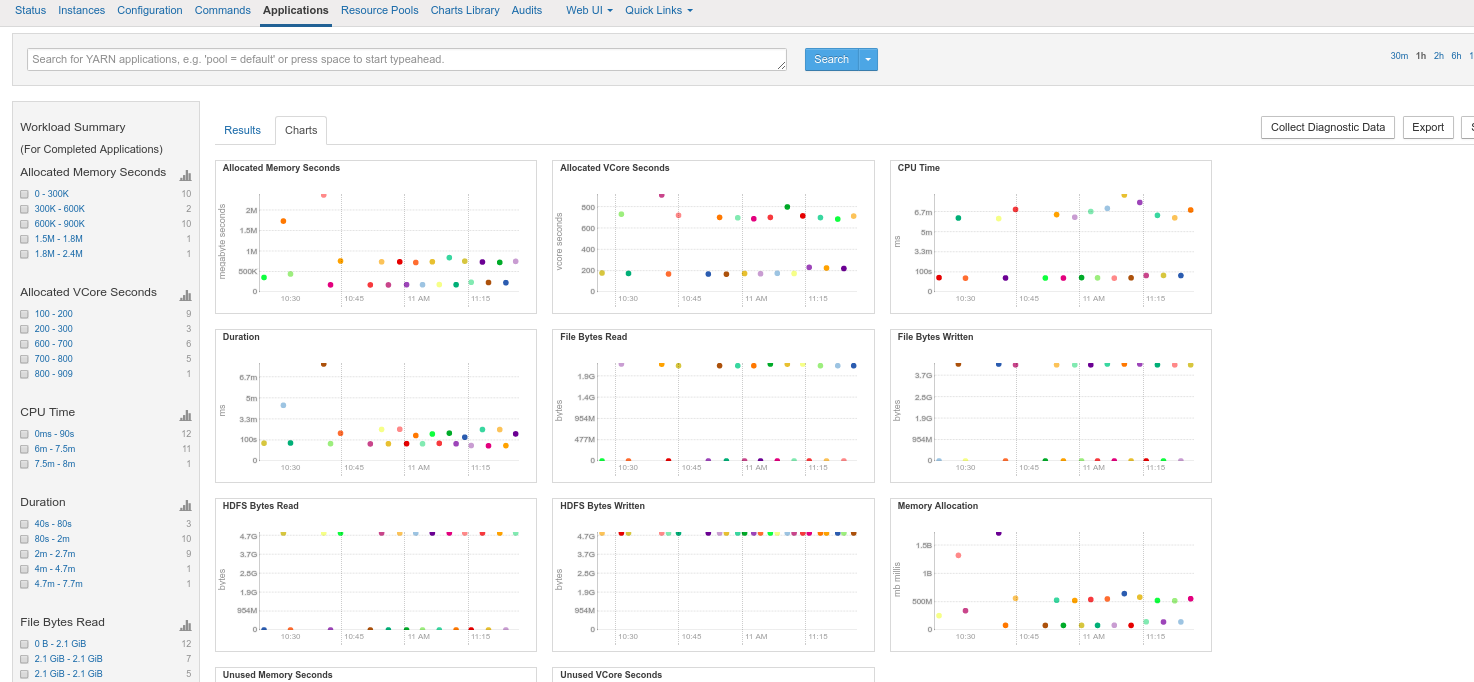 Status Instances Configuration Commands Applications Resource Pools Charts Library Audits Web UI Quick Links
Search for YARN applications, e.g. 'pool = default' or press space to start typeahead.
Search
30m 1h 2h 6h 1
Workload Summary
(For Completed Applications)
Allocated Memory Seconds
0 - 300K 10
300K - 600K 2
600K - 900K 10
1.5M - 1.8M 1
1.8M - 2.4M 1
Allocated VCore Seconds
100 - 200 9
200 - 300 3
600 - 700 6
700 - 800 5
800 - 909 1
CPU Time
0ms - 90s 12
6m - 7.5m 11
7.5m - 8m 1
Duration
40s - 80s 3
80s - 2m 10
2m - 2.7m 9
4m - 4.7m 1
4.7m - 7.7m 1
File Bytes Read
0 B - 2.1 GiB 12
2.1 GiB - 2.1 GiB 7
2.1 GiB - 2.1 GiB 5
Results Charts
Collect Diagnostic Data Export S
Allocated Memory Seconds
megabyte seconds
2M
1.5M
1M
500K
0
10:30 10:45 11 AM 11:15
Allocated VCore Seconds
vcore seconds
800
600
400
200
0
10:30 10:45 11 AM 11:15
CPU Time
ms
6.7m
5m
3.3m
100s
0
10:30 10:45 11 AM 11:15
Duration
ms
6.7m
5m
3.3m
100s
0
10:30 10:45 11 AM 11:15
File Bytes Read
bytes
1.9G
1.4G
954M
477M
0
10:30 10:45 11 AM 11:15
File Bytes Written
bytes
3.7G
2.8G
1.9G
954M
0
10:30 10:45 11 AM 11:15
HDFS Bytes Read
bytes
4.7G
3.7G
2.8G
1.9G
954M
0
10:30 10:45 11 AM 11:15
HDFS Bytes Written
bytes
4.7G
3.7G
2.8G
1.9G
954M
0
10:30 10:45 11 AM 11:15
Memory Allocation
mb millis
1.5B
1B
500M
0
10:30 10:45 11 AM 11:15
Unused Memory Seconds
Unused VCore Seconds